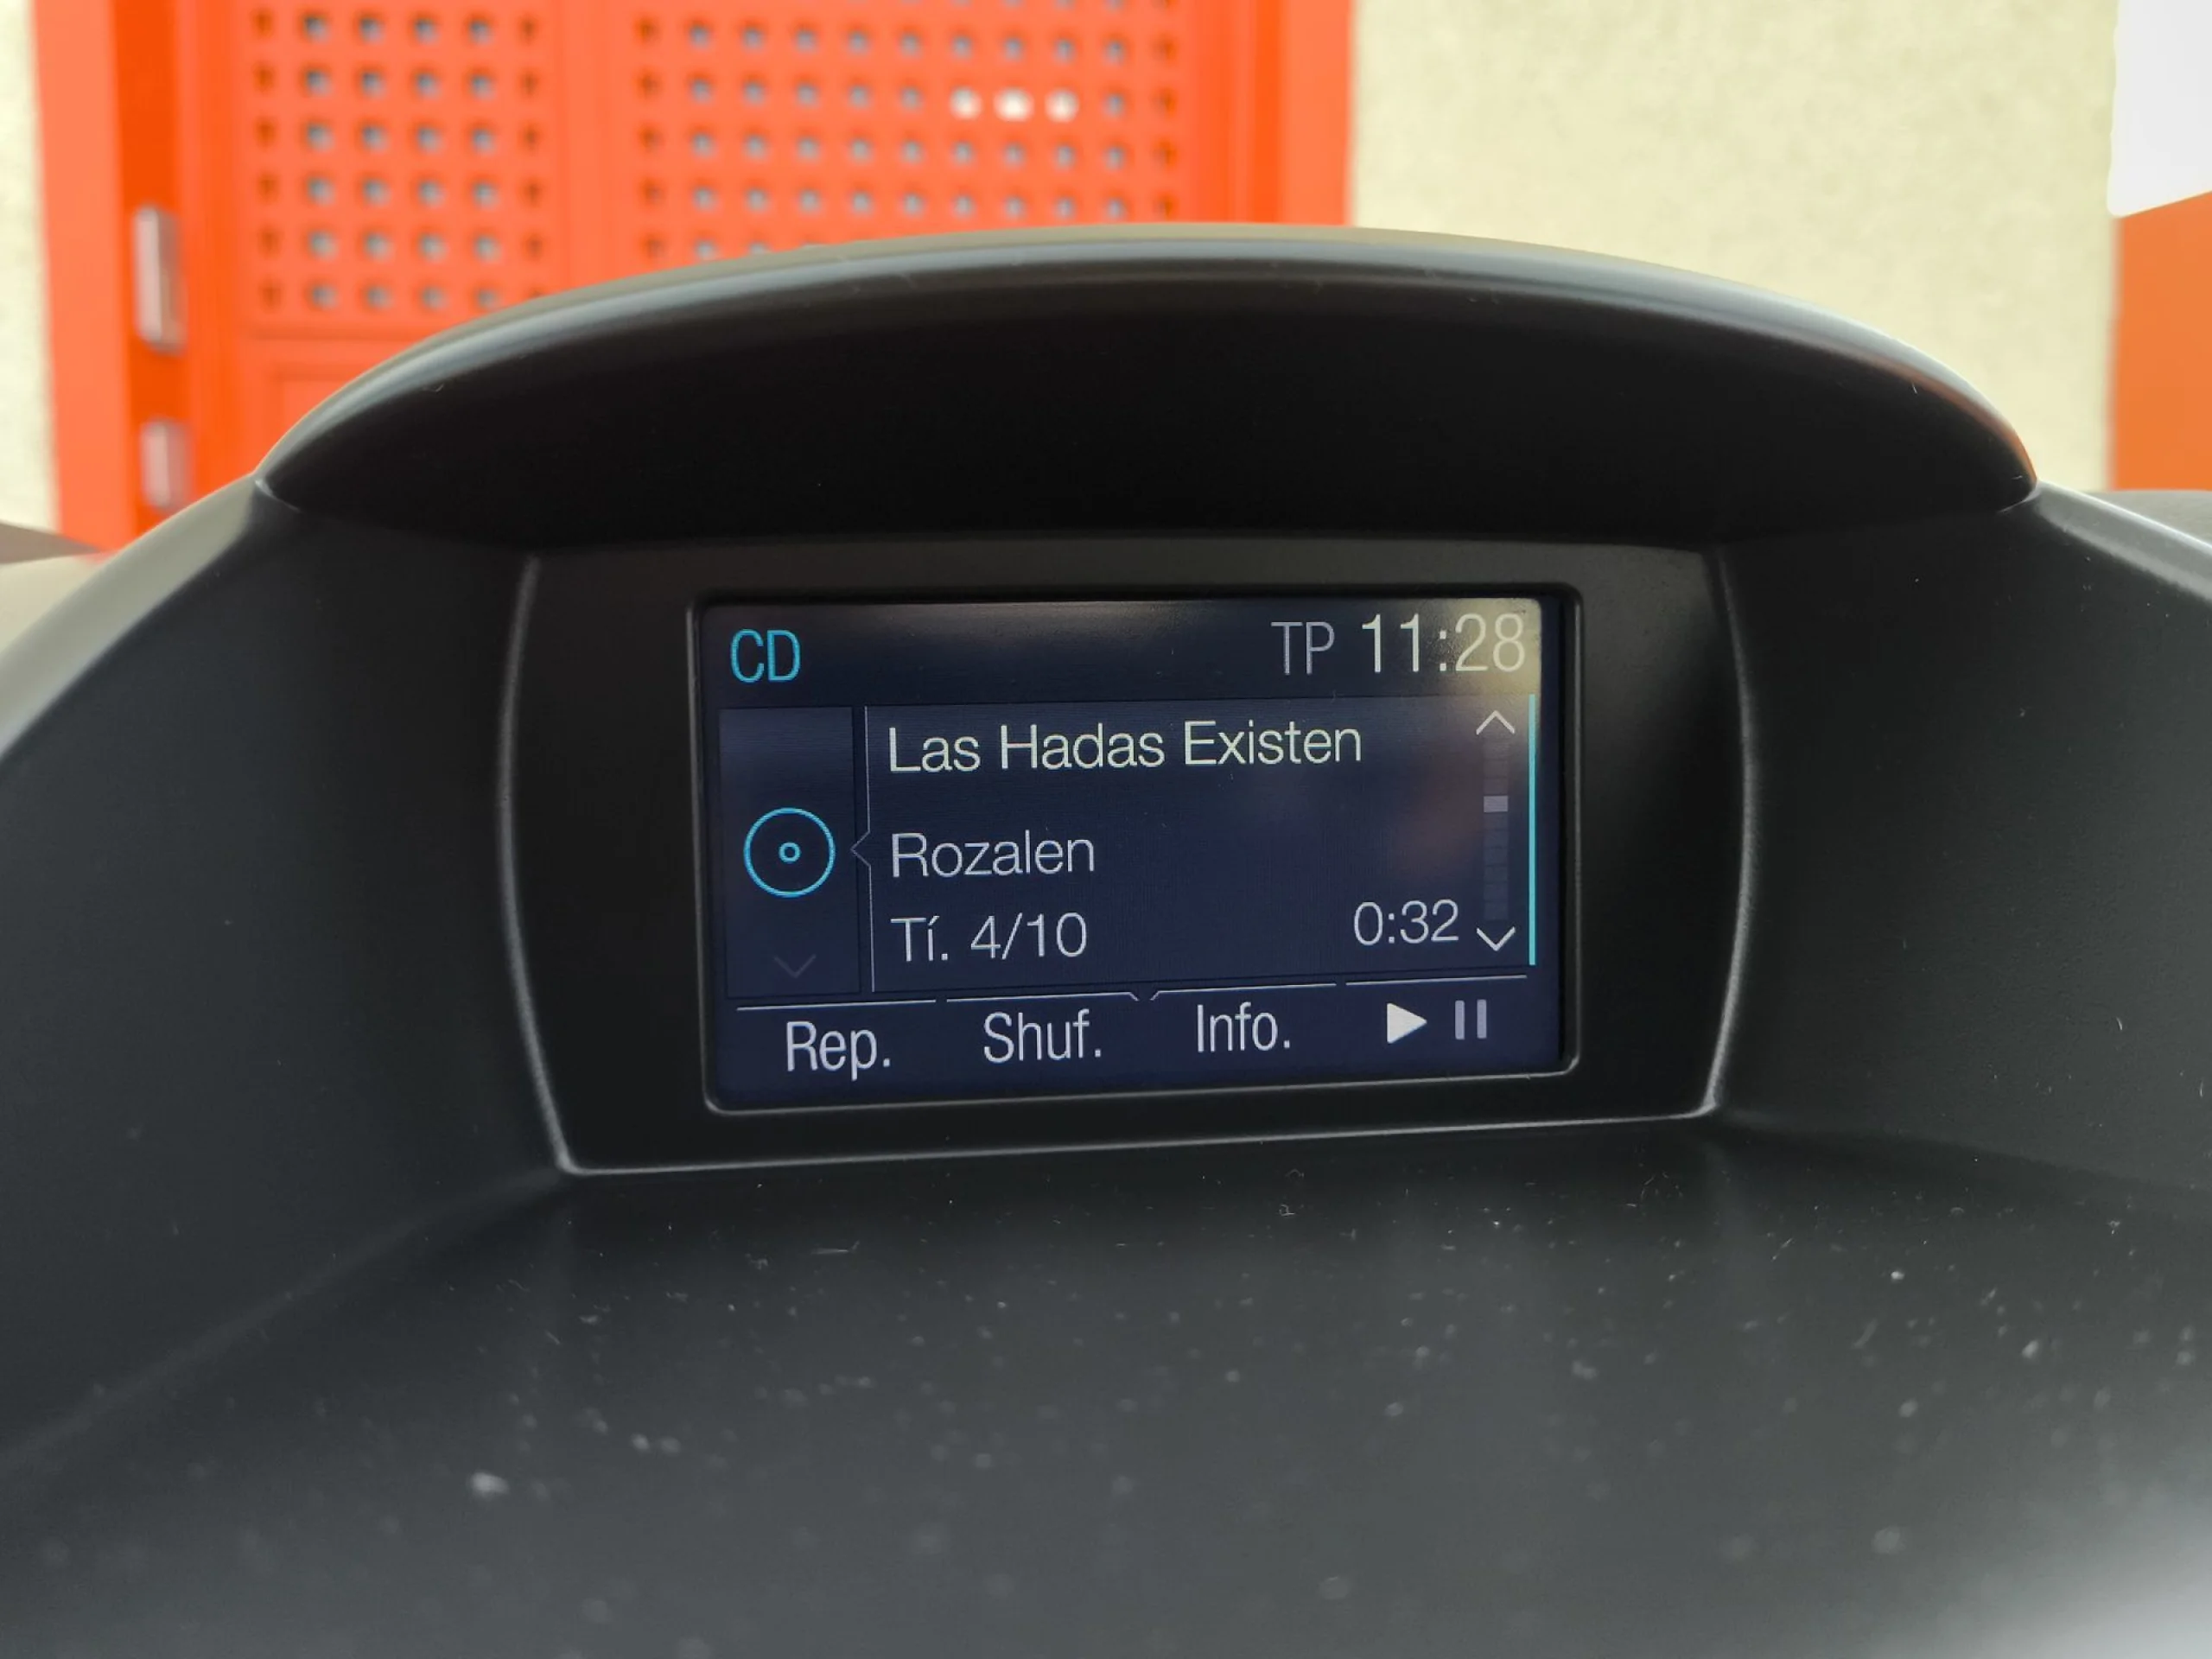 CD TP 11:28
Las Hadas Existen
Rozalen
Tí. 4/10 0:32
Rep. Shuf. Info.